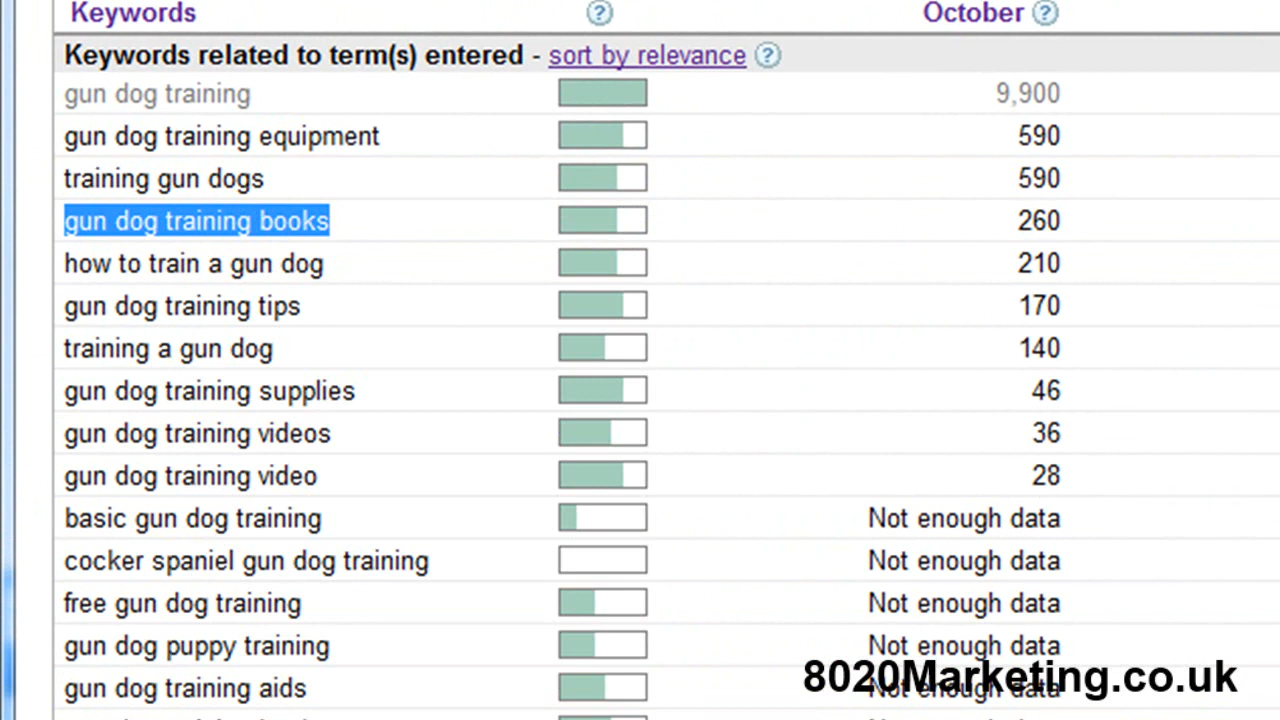 Keywords ? October ?
Keywords related to term(s) entered - sort by relevance ?
gun dog training 9,900
gun dog training equipment 590
training gun dogs 590
gun dog training books 260
how to train a gun dog 210
gun dog training tips 170
training a gun dog 140
gun dog training supplies 46
gun dog training videos 36
gun dog training video 28
basic gun dog training Not enough data
cocker spaniel gun dog training Not enough data
free gun dog training Not enough data
gun dog puppy training Not enough data
gun dog training aids Not enough data
8020Marketing.co.uk